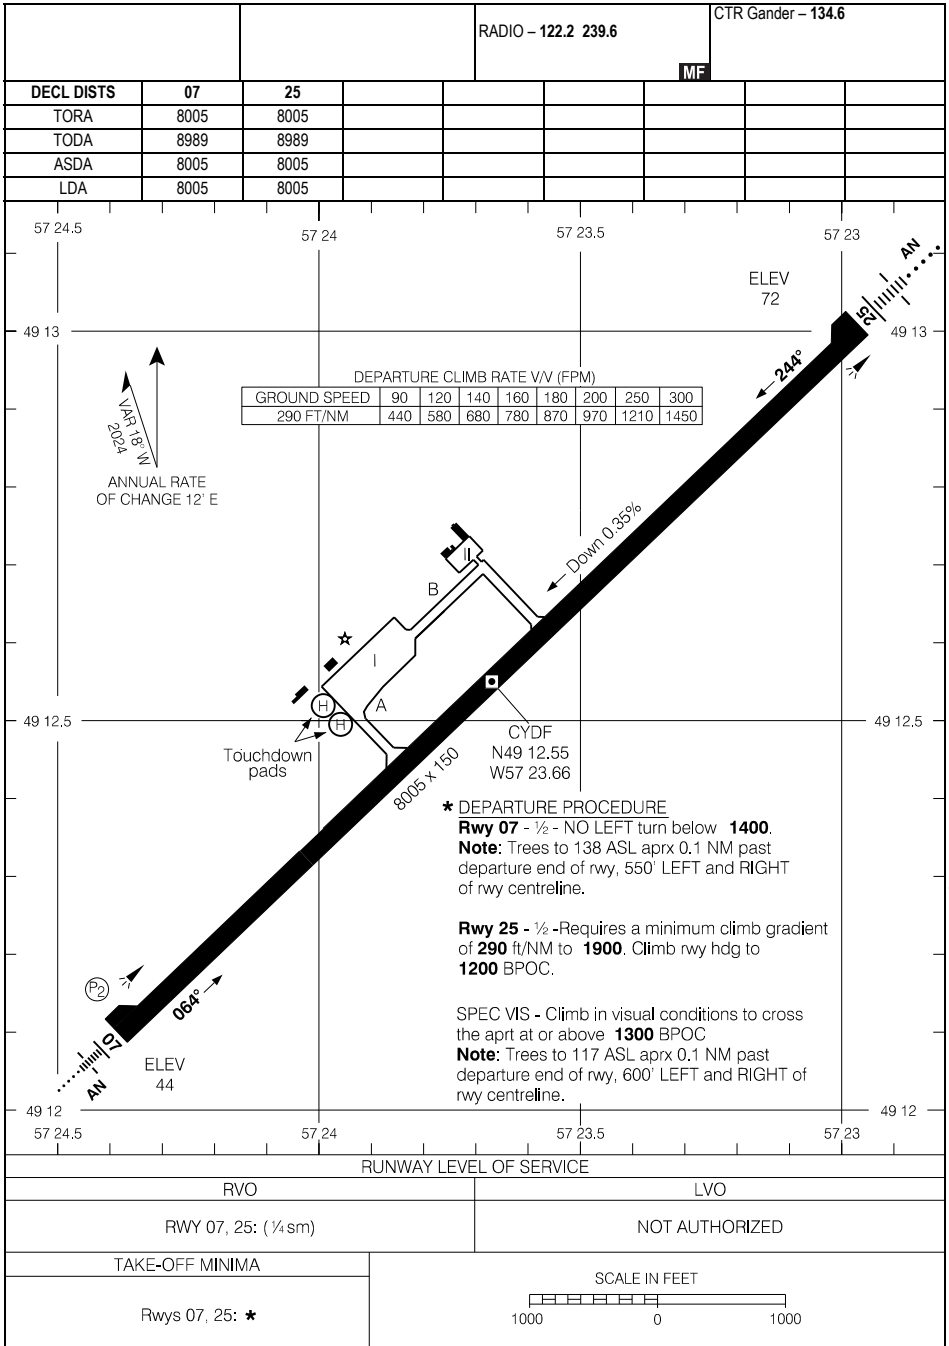 RADIO – 122.2 239.6
MF
CTR Gander – 134.6
DECL DISTS 07 25
TORA 8005 8005
TODA 8989 8989
ASDA 8005 8005
LDA 8005 8005
57 24.5 57 24 57 23.5 57 23
AN
ELEV
72
25
49 13 49 13
244°
DEPARTURE CLIMB RATE V/V (FPM)
GROUND SPEED 90 120 140 160 180 200 250 300
290 FT/NM 440 580 680 780 870 970 1210 1450
VAR 18° W
2024
ANNUAL RATE
OF CHANGE 12' E
Down 0.35%
II
B
I
A
H
H
49 12.5 49 12.5
Touchdown
pads
CYDF
N49 12.55
W57 23.66
8005 x 150
* DEPARTURE PROCEDURE
Rwy 07 - ½ - NO LEFT turn below 1400.
Note: Trees to 138 ASL aprx 0.1 NM past
departure end of rwy, 550' LEFT and RIGHT
of rwy centreline.
Rwy 25 - ½ -Requires a minimum climb gradient
of 290 ft/NM to 1900. Climb rwy hdg to
1200 BPOC.
SPEC VIS - Climb in visual conditions to cross
the aprt at or above 1300 BPOC
Note: Trees to 117 ASL aprx 0.1 NM past
departure end of rwy, 600' LEFT and RIGHT of
rwy centreline.
P2
064°
07
AN
ELEV
44
49 12 49 12
57 24.5 57 24 57 23.5 57 23
RUNWAY LEVEL OF SERVICE
RVO LVO
RWY 07, 25: (¼sm) NOT AUTHORIZED
TAKE-OFF MINIMA
Rwys 07, 25: *
SCALE IN FEET
1000 0 1000